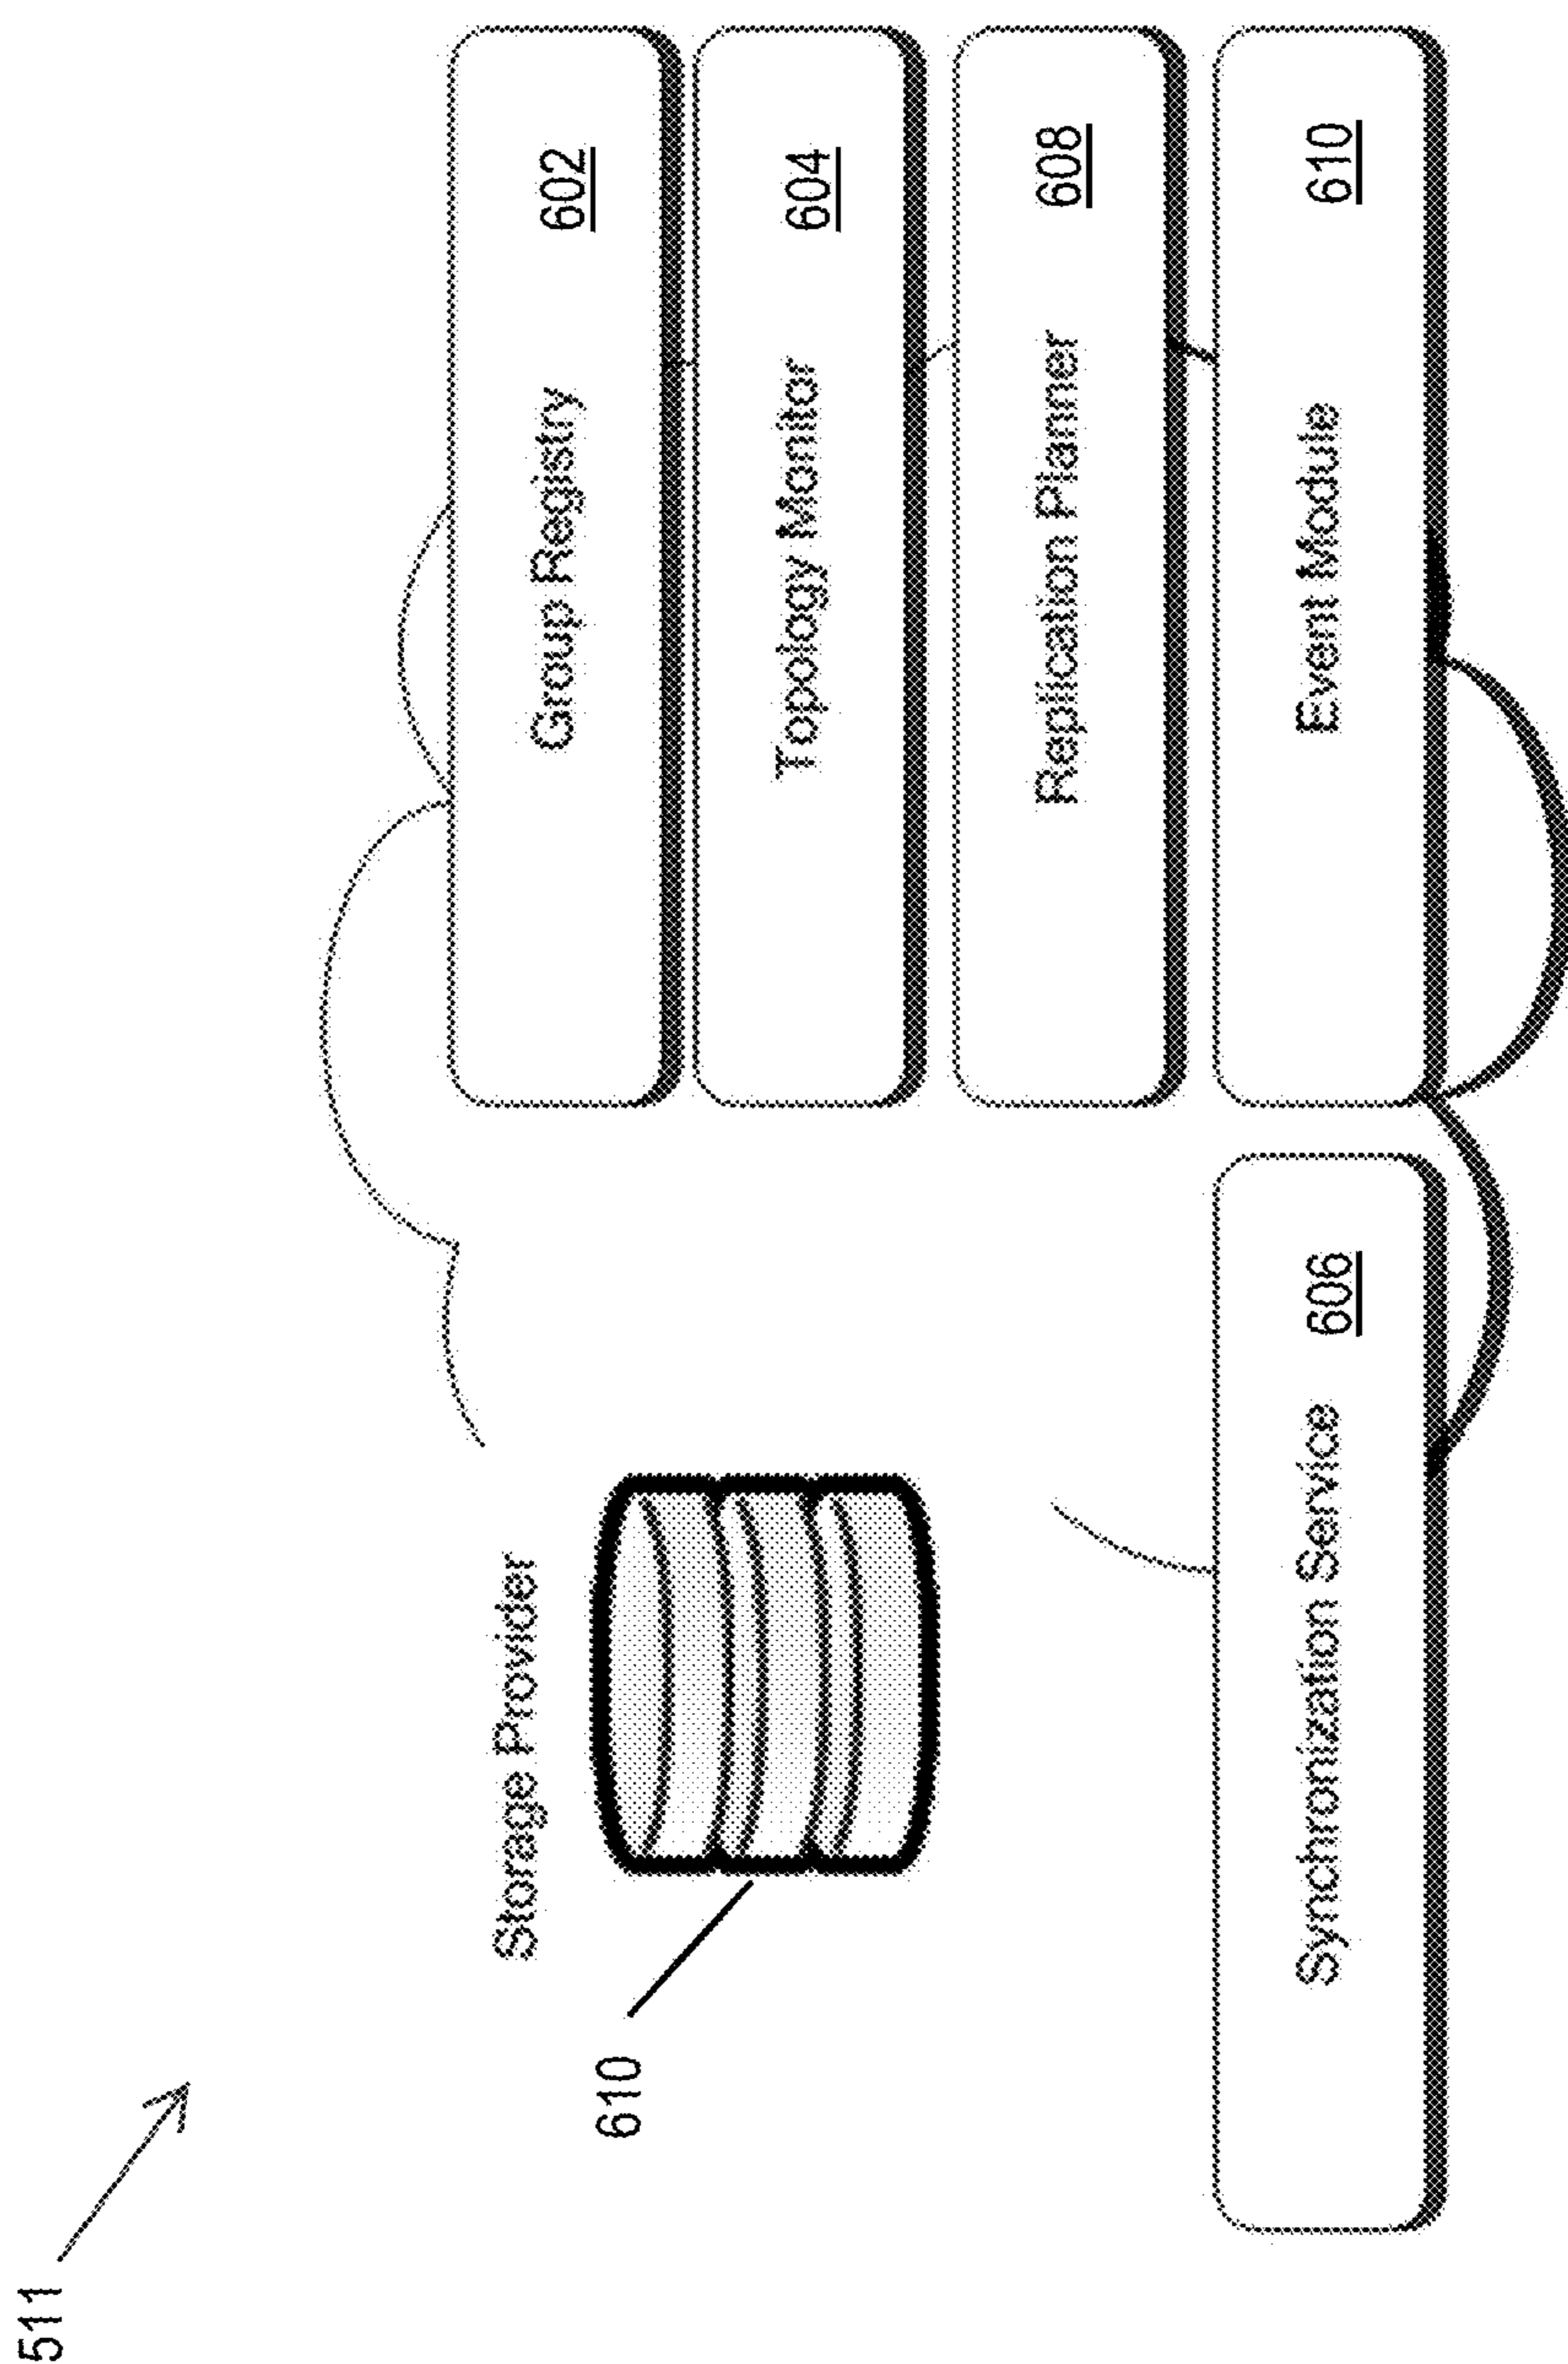 511
Storage Provider
610
Group Registry 602
Topology Monitor 604
Replication Planner 608
Synchronization Service 606
Event Module 610